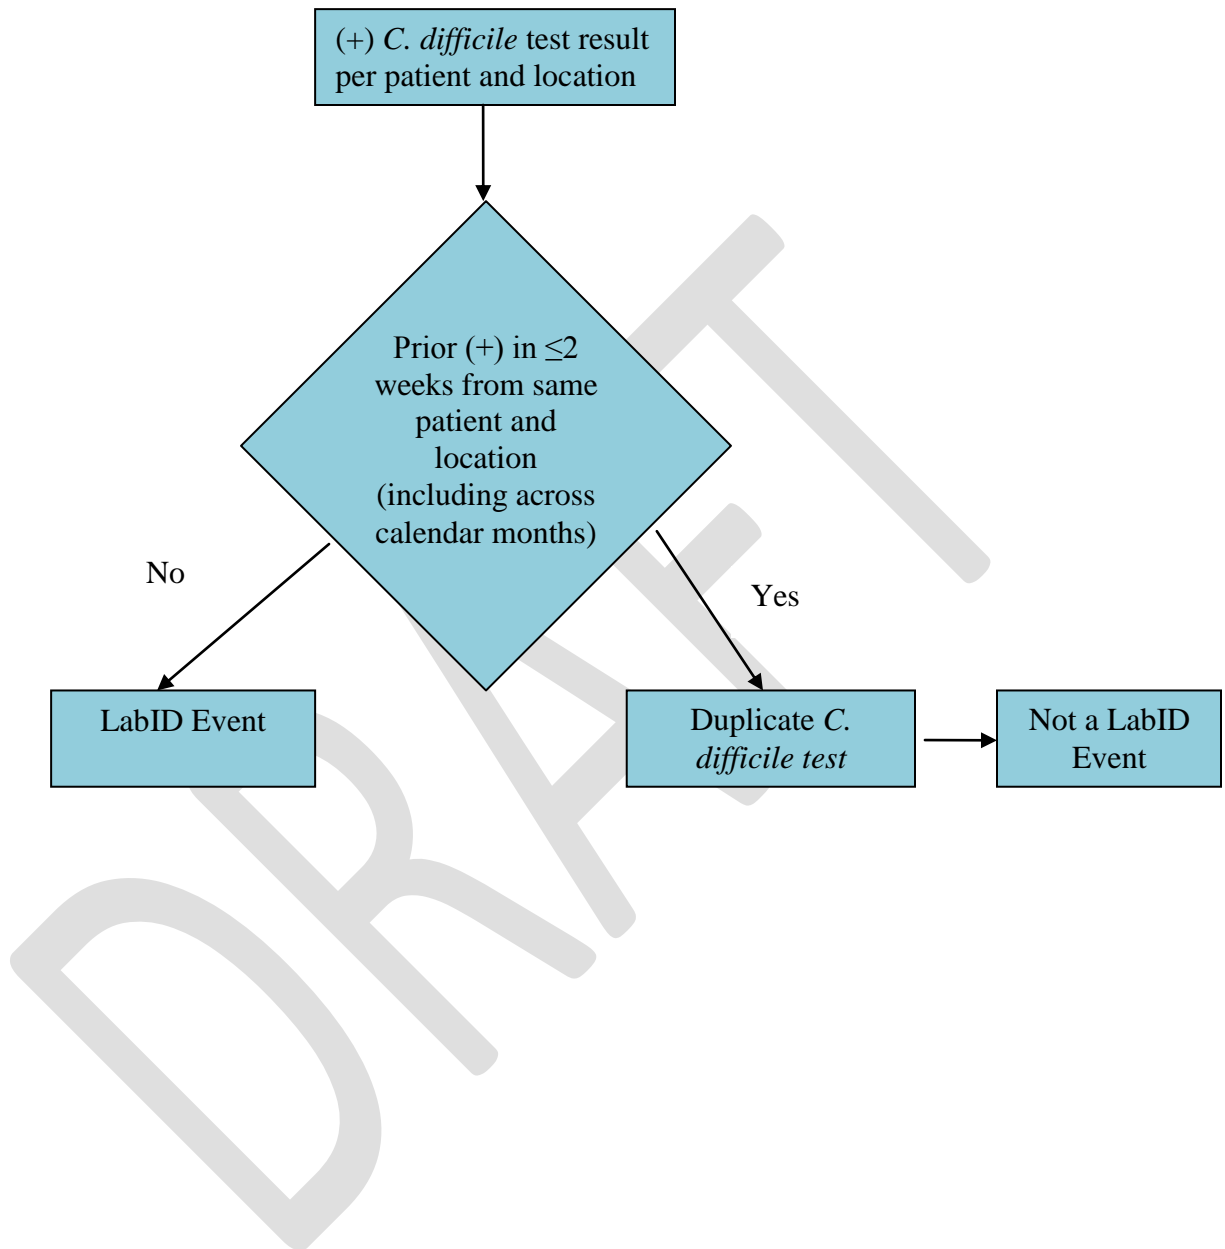 (+) C. difficile test result
per patient and location
Prior (+) in ≤2
weeks from same
patient and
location
(including across
calendar months)
No
Yes
LabID Event
Duplicate C.
difficile test
Not a LabID
Event
DRAFT